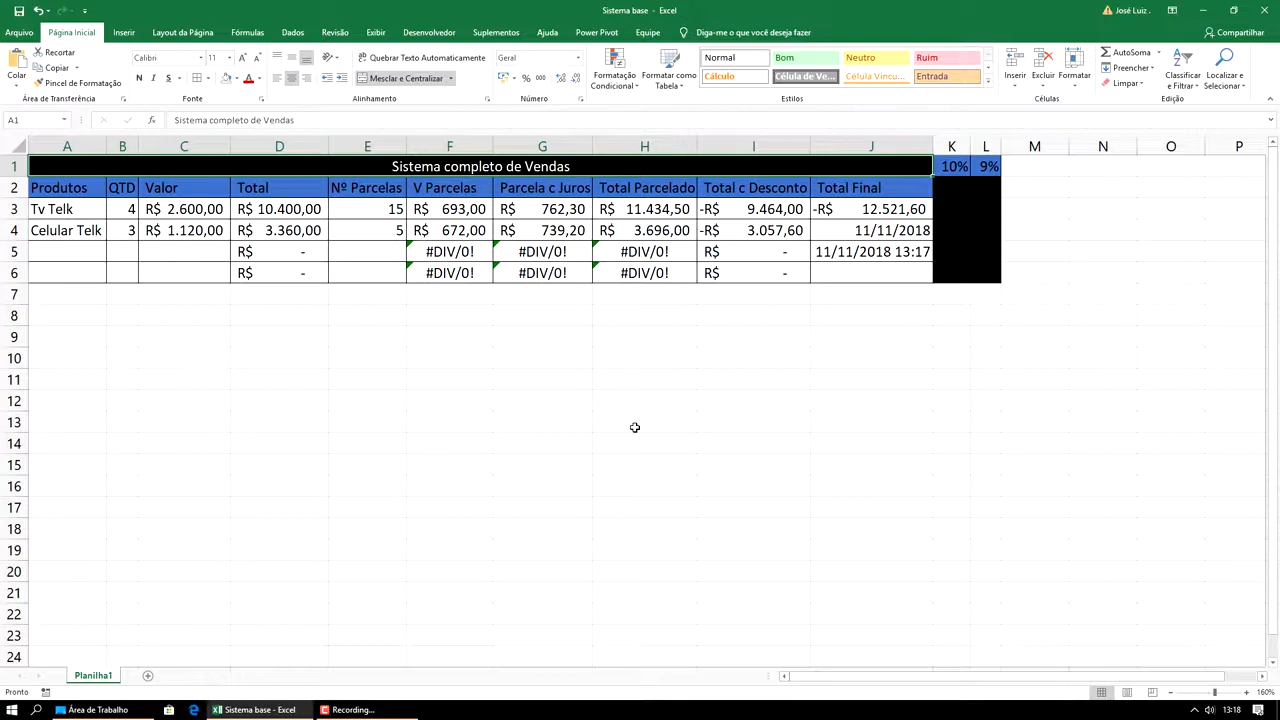 Sistema base - Excel
José Luiz .
Arquivo Página Inicial Inserir Layout da Página Fórmulas Dados Revisão Exibir Desenvolvedor Suplementos Ajuda Power Pivot Equipe Diga-me o que você deseja fazer Compartilhar
Colar
Recortar
Copiar
Pincel de Formatação
Área de Transferência
Calibri 11
N I S
Fonte
Quebrar Texto Automaticamente
Mesclar e Centralizar
Alinhamento
Geral
% 000
Número
Formatação Condicional
Formatar como Tabela
Normal Bom Neutro Ruim
Cálculo Célula de Ve... Célula Vincu... Entrada
Estilos
Inserir Excluir Formatar
Células
AutoSoma
Preencher
Limpar
Classificar e Filtrar
Localizar e Selecionar
Edição
A1 fx Sistema completo de Vendas
A B C D E F G H I J K L M N O P
1 Sistema completo de Vendas 10% 9%
2 Produtos QTD Valor Total Nº Parcelas V Parcelas Parcela c Juros Total Parcelado Total c Desconto Total Final
3 Tv Telk 4 R$ 2.600,00 R$ 10.400,00 15 R$ 693,00 R$ 762,30 R$ 11.434,50 -R$ 9.464,00 -R$ 12.521,60
4 Celular Telk 3 R$ 1.120,00 R$ 3.360,00 5 R$ 672,00 R$ 739,20 R$ 3.696,00 -R$ 3.057,60 11/11/2018
5 R$ - #DIV/0! #DIV/0! #DIV/0! R$ - 11/11/2018 13:17
6 R$ - #DIV/0! #DIV/0! #DIV/0! R$ -
7
8
9
10
11
12
13
14
15
16
17
18
19
20
21
22
23
24
Planilha1
Pronto 160%
Área de Trabalho Sistema base - Excel Recording... 13:18